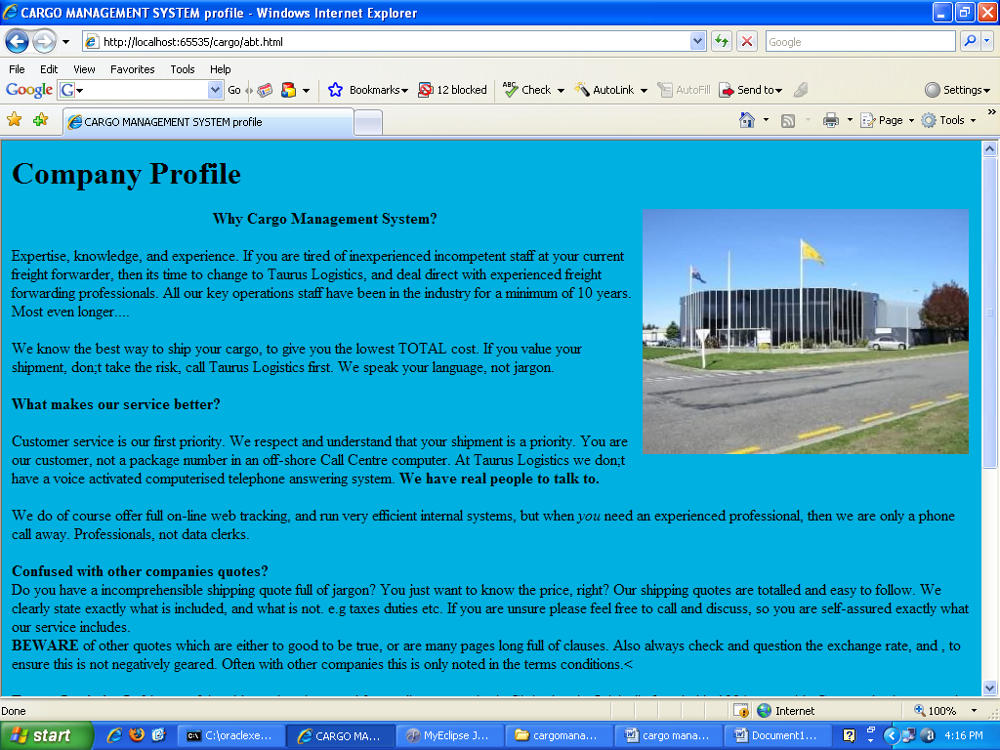 CARGO MANAGEMENT SYSTEM profile - Windows Internet Explorer
http://localhost:65535/cargo/abt.html
Google
File Edit View Favorites Tools Help
Google G Go Bookmarks 12 blocked ABC Check AutoLink AutoFill Send to Settings
CARGO MANAGEMENT SYSTEM profile
Page Tools »
Company Profile
Why Cargo Management System?
Expertise, knowledge, and experience. If you are tired of inexperienced incompetent staff at your current
freight forwarder, then its time to change to Taurus Logistics, and deal direct with experienced freight
forwarding professionals. All our key operations staff have been in the industry for a minimum of 10 years.
Most even longer....
We know the best way to ship your cargo, to give you the lowest TOTAL cost. If you value your
shipment, don;t take the risk, call Taurus Logistics first. We speak your language, not jargon.
What makes our service better?
Customer service is our first priority. We respect and understand that your shipment is a priority. You are
our customer, not a package number in an off-shore Call Centre computer. At Taurus Logistics we don;t
have a voice activated computerised telephone answering system. We have real people to talk to.
We do of course offer full on-line web tracking, and run very efficient internal systems, but when you need an experienced professional, then we are only a phone
call away. Professionals, not data clerks.
Confused with other companies quotes?
Do you have a incomprehensible shipping quote full of jargon? You just want to know the price, right? Our shipping quotes are totalled and easy to follow. We
clearly state exactly what is included, and what is not. e.g taxes duties etc. If you are unsure please feel free to call and discuss, so you are self-assured exactly what
our service includes.
BEWARE of other quotes which are either to good to be true, or are many pages long full of clauses. Also always check and question the exchange rate, and , to
ensure this is not negatively geared. Often with other companies this is only noted in the terms conditions.<
Done Internet 100%
start C:\oraclexe... CARGO MA... MyEclipse J... cargomana... cargo mana... Document1... 4:16 PM